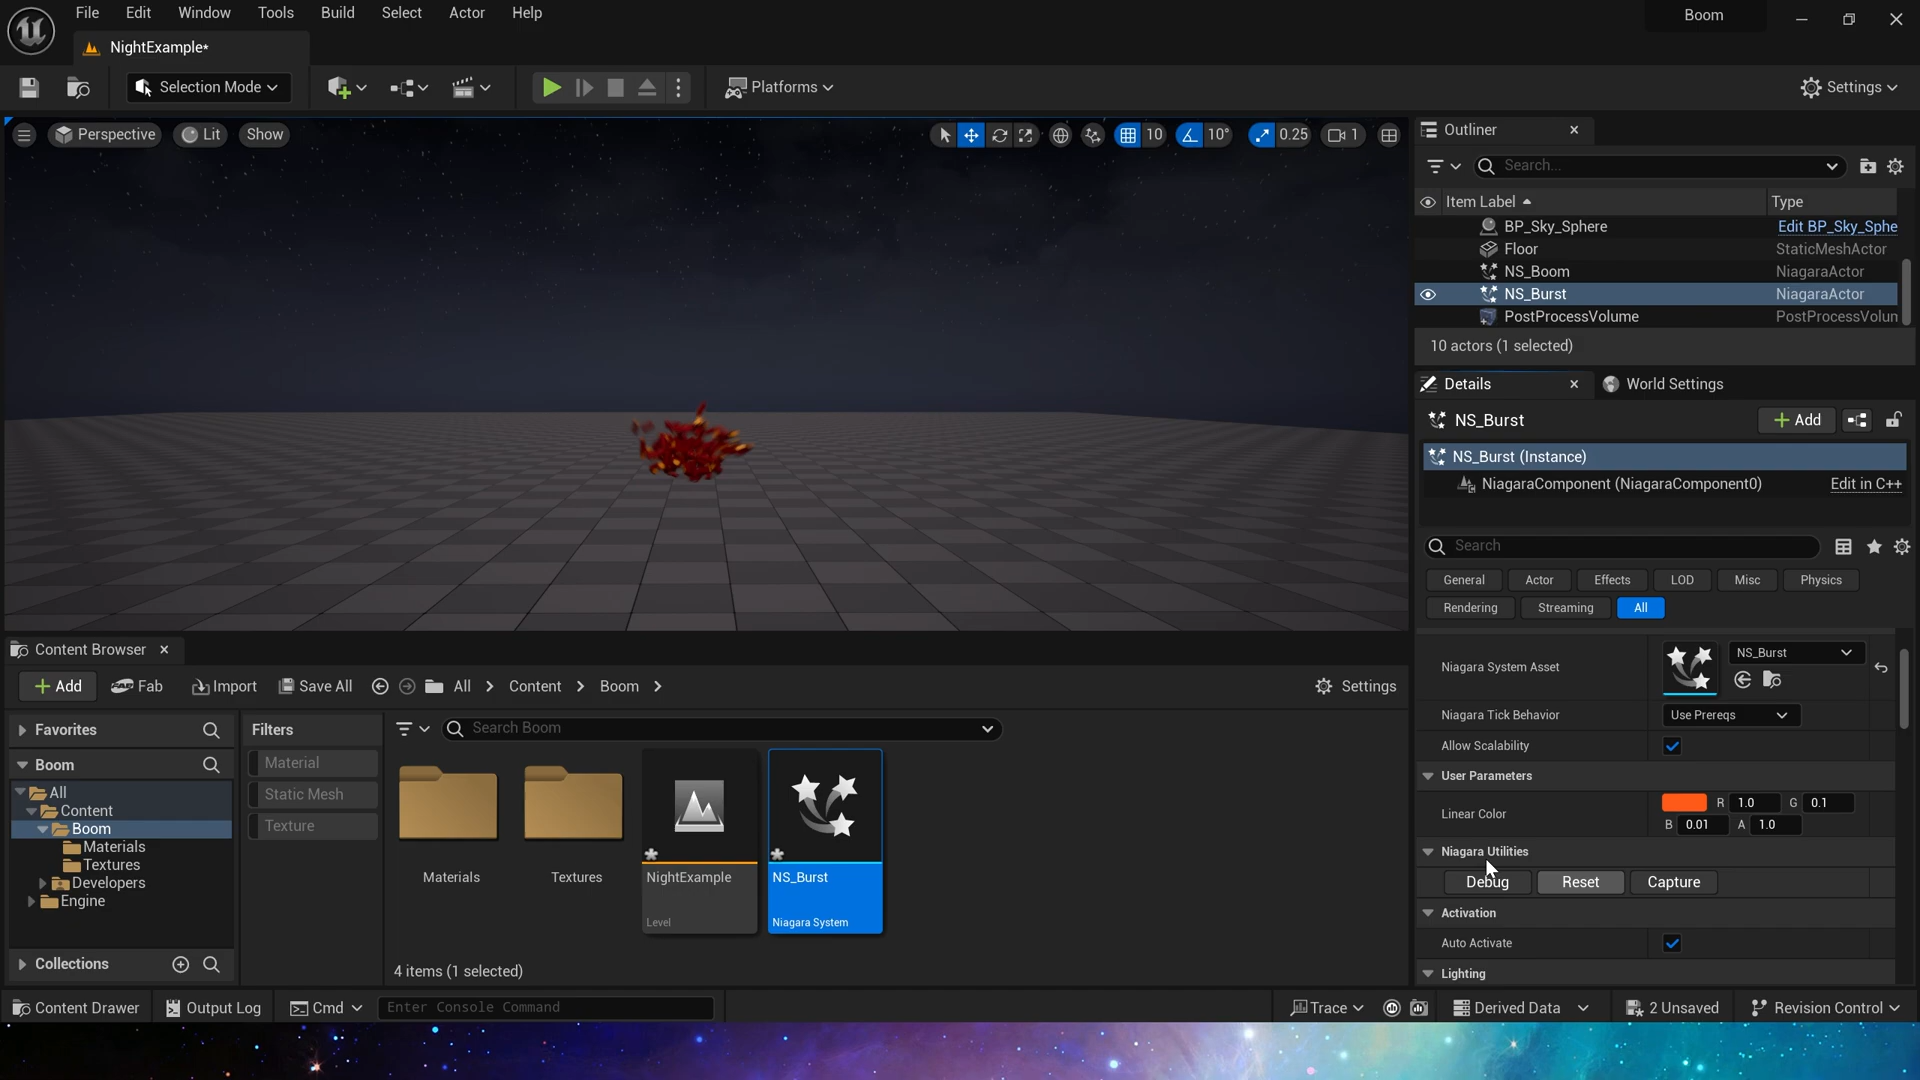 File Edit Window Tools Build Select Actor Help
Boom
NightExample*
Selection Mode
Platforms
Settings
Perspective Lit Show
10 10° 0.25 1
Outliner
Search...
Item Label Type
BP_Sky_Sphere Edit BP_Sky_Sphe
Floor StaticMeshActor
NS_Boom NiagaraActor
NS_Burst NiagaraActor
PostProcessVolume PostProcessVolun
10 actors (1 selected)
Details World Settings
NS_Burst Add
NS_Burst (Instance)
NiagaraComponent (NiagaraComponent0) Edit in C++
Search
General Actor Effects LOD Misc Physics
Rendering Streaming All
Niagara System Asset NS_Burst
Niagara Tick Behavior Use Prereqs
Allow Scalability
User Parameters
Linear Color R 1.0 G 0.1
B 0.01 A 1.0
Niagara Utilities
Debug Reset Capture
Activation
Auto Activate
Lighting
Content Browser
Add Fab Import Save All All Content Boom Settings
Favorites
Boom
All
Content
Boom
Materials
Textures
Developers
Engine
Collections
Filters
Material
Static Mesh
Texture
Search Boom
Materials
Textures
NightExample
Level
NS_Burst
Niagara System
4 items (1 selected)
Content Drawer Output Log Cmd Enter Console Command Trace Derived Data 2 Unsaved Revision Control